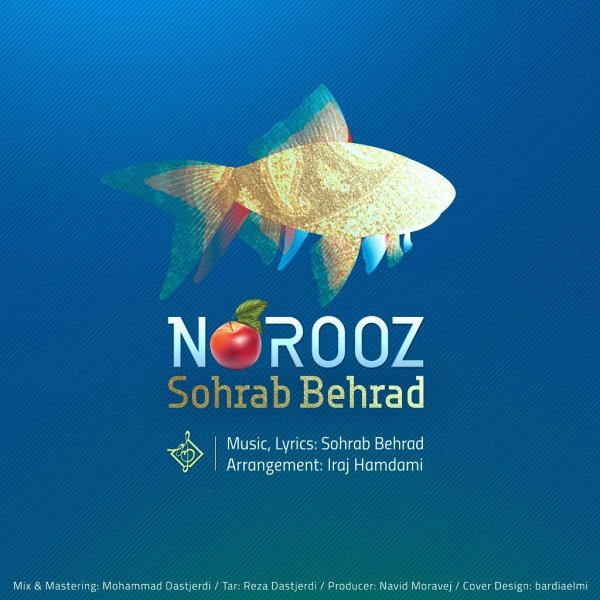 NOROOZ
Sohrab Behrad
Music, Lyrics: Sohrab Behrad
Arrangement: Iraj Hamdami
Mix & Mastering: Mohammad Dastjerdi / Tar: Reza Dastjerdi / Producer: Navid Moravej / Cover Design: bardiaelmi